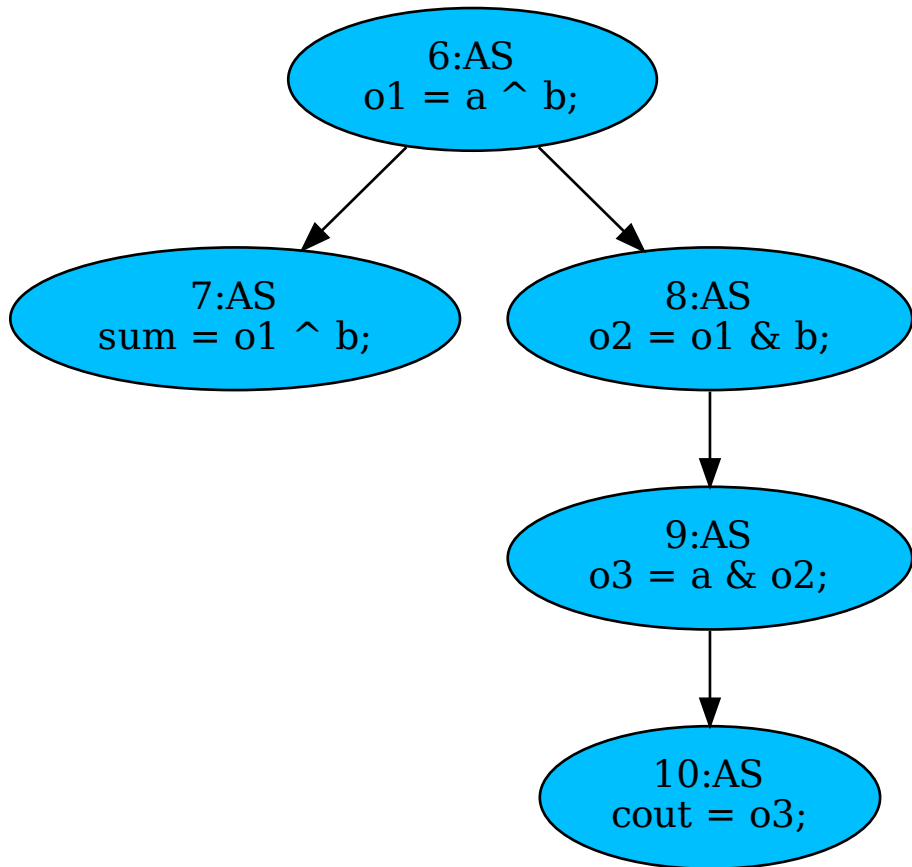 6:AS
o1 = a ^ b;
7:AS
sum = o1 ^ b;
8:AS
o2 = o1 & b;
9:AS
o3 = a & o2;
10:AS
cout = o3;